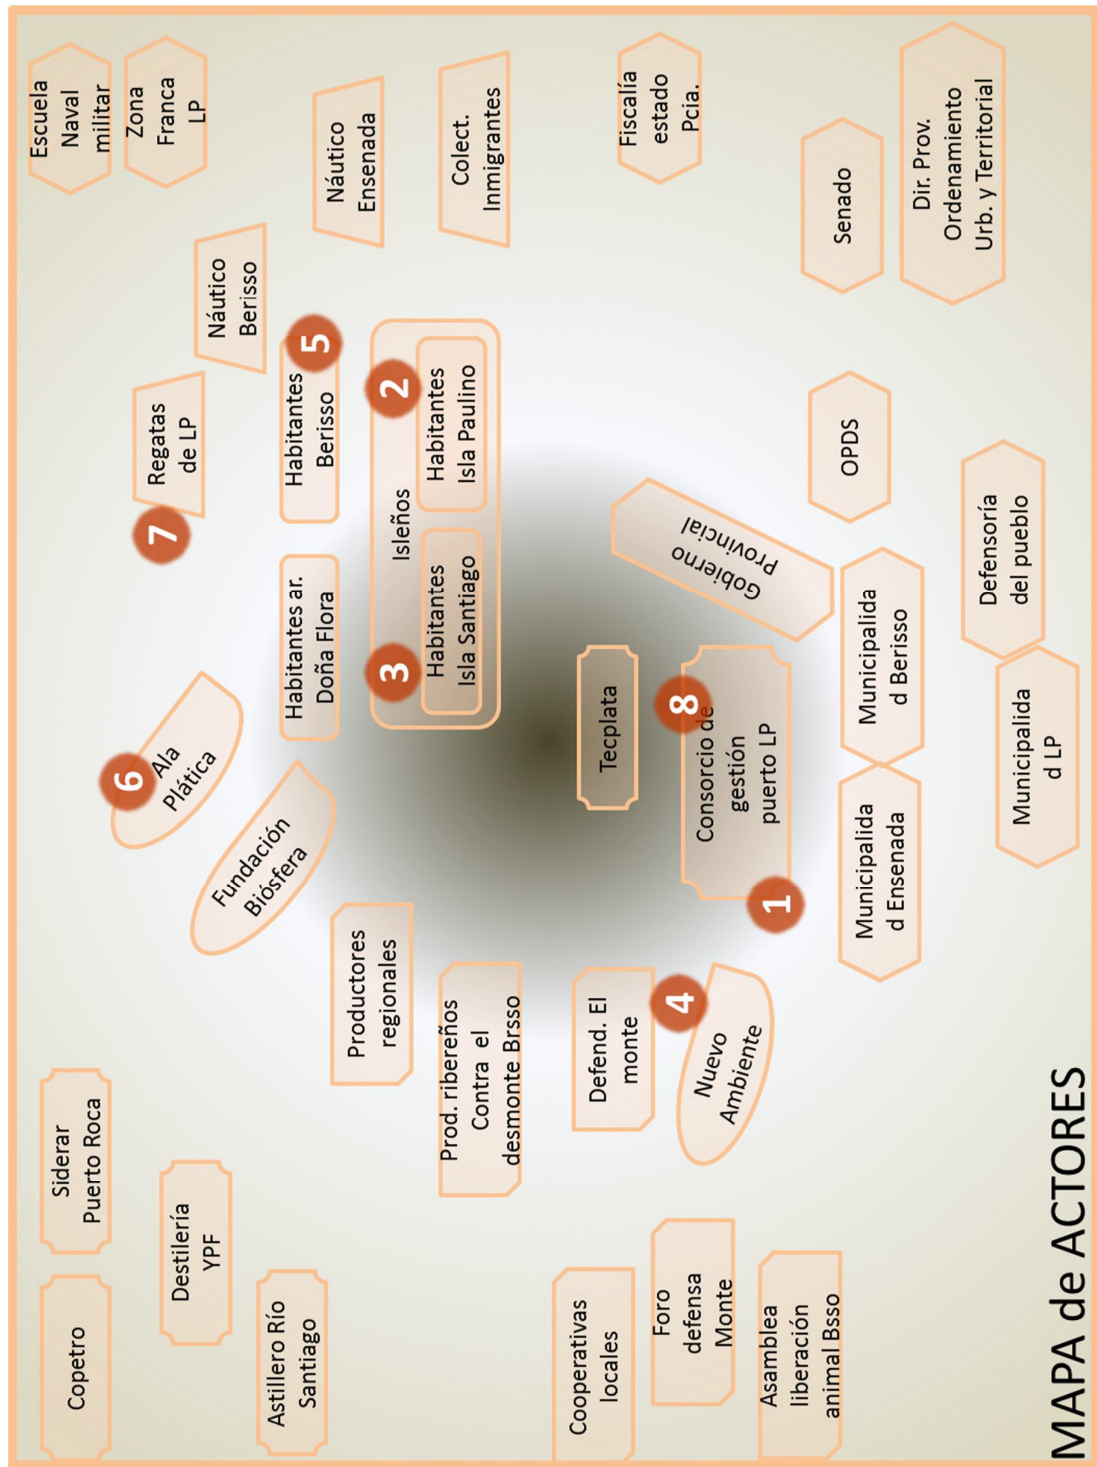 MAPA de ACTORES
Copetro
Siderar
Puerto Roca
Destilería
YPF
Astillero Río
Santiago
Cooperativas
locales
Foro
defensa
Monte
Asamblea
liberación
animal Bsso
Productores
regionales
Prod. ribereños
Contra el
desmonte Brsso
Defend. El
monte
4
Nuevo
Ambiente
6
Ala
Plática
Fundación
Biósfera
Habitantes ar.
Doña Flora
Habitantes
Berisso
5
Isleños
3
Habitantes
Isla Santiago
2
Habitantes
Isla Paulino
Tecplata
8
Consorcio de
gestión
puerto LP
1
Gobierno
Provincial
7
Regatas
de LP
Náutico
Berisso
Náutico
Ensenada
Colect.
Inmigrantes
Escuela
Naval
militar
Zona
Franca
LP
Fiscalía
estado
Pcia.
Senado
Dir. Prov.
Ordenamiento
Urb. y Territorial
OPDS
Municipalida
d Berisso
Municipalida
d Ensenada
Defensoría
del pueblo
Municipalida
d LP